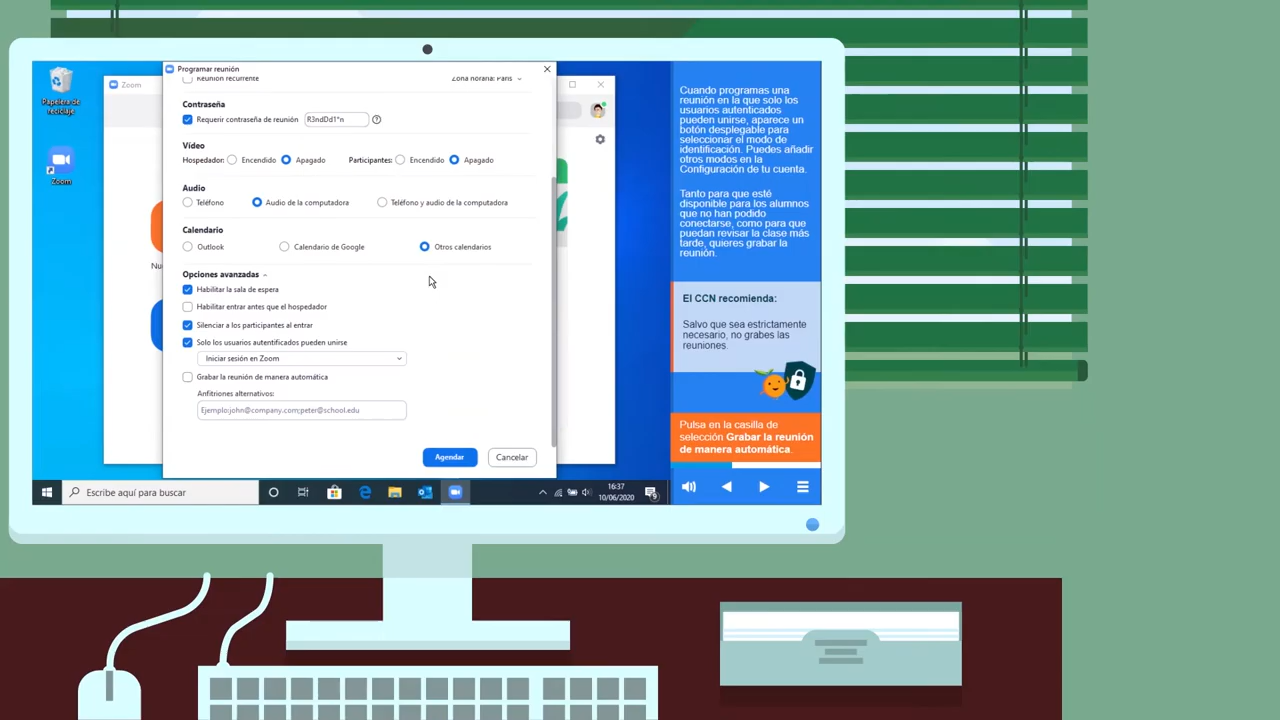 Papelera de
reciclaje
Zoom
Zoom
Programar reunión
Reunión recurrente
Zona horaria: París
Contraseña
Requerir contraseña de reunión
R3ndDd1*n
Vídeo
Hospedador: Encendido Apagado Participantes: Encendido Apagado
Audio
Teléfono Audio de la computadora Teléfono y audio de la computadora
Calendario
Outlook Calendario de Google Otros calendarios
Opciones avanzadas
Habilitar la sala de espera
Habilitar entrar antes que el hospedador
Silenciar a los participantes al entrar
Solo los usuarios autentificados pueden unirse
Iniciar sesión en Zoom
Grabar la reunión de manera automática
Anfitriones alternativos:
Ejemplo:john@company.com;peter@school.edu
Agendar Cancelar
Escribe aquí para buscar
16:37
10/06/2020
9
Cuando programas una
reunión en la que solo los
usuarios autenticados
pueden unirse, aparece un
botón desplegable para
seleccionar el modo de
identificación. Puedes añadir
otros modos en la
Configuración de tu cuenta.
Tanto para que esté
disponible para los alumnos
que no han podido
conectarse, como para que
puedan revisar la clase más
tarde, quieres grabar la
reunión.
El CCN recomienda:
Salvo que sea estrictamente
necesario, no grabes las
reuniones.
Pulsa en la casilla de
selección Grabar la reunión
de manera automática.